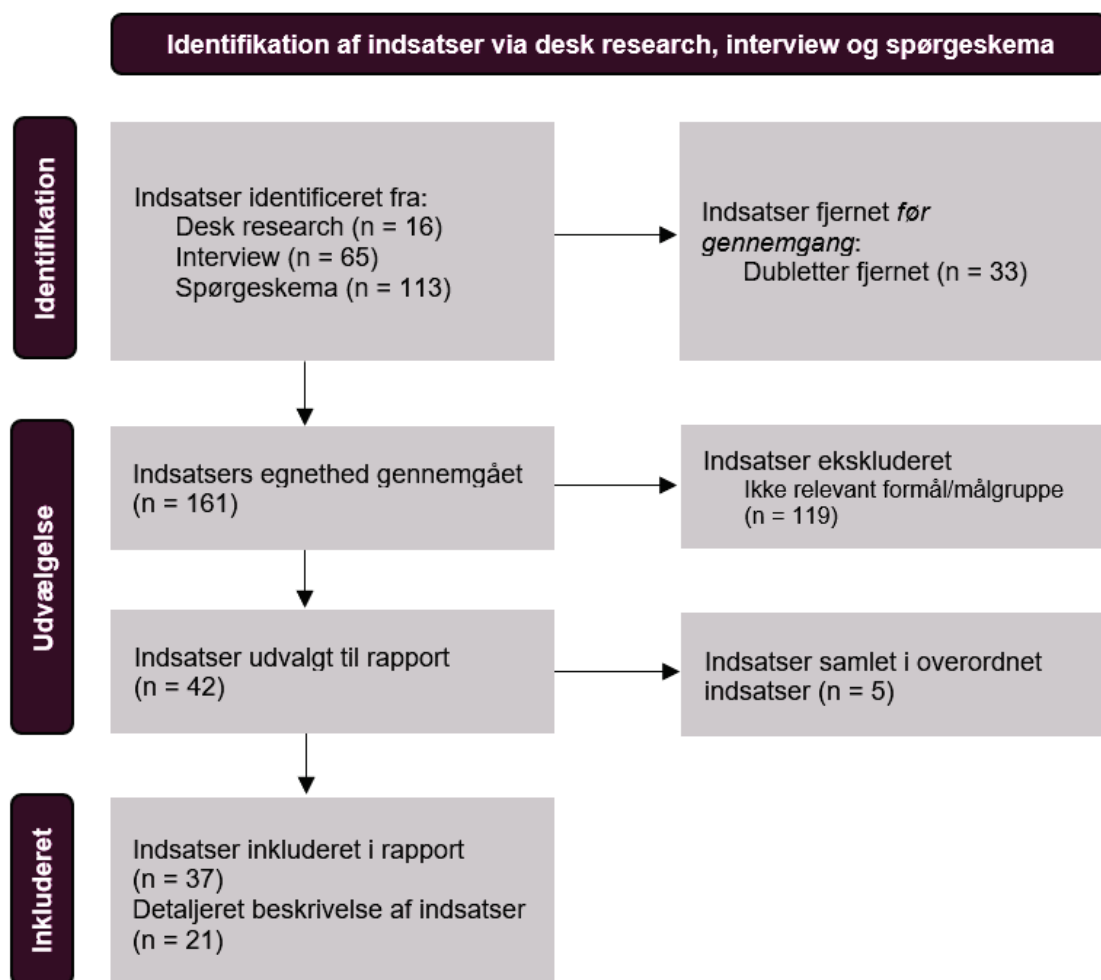 Identifikation af indsatser via desk research, interview og spørgeskema
Identifikation
Indsatser identificeret fra:
Desk research (n = 16)
Interview (n = 65)
Spørgeskema (n = 113)
Indsatser fjernet før
gennemgang:
Dubletter fjernet (n = 33)
Udvælgelse
Indsatsers egnethed gennemgået
(n = 161)
Indsatser ekskluderet
Ikke relevant formål/målgruppe
(n = 119)
Indsatser udvalgt til rapport
(n = 42)
Indsatser samlet i overordnet
indsatser (n = 5)
Inkluderet
Indsatser inkluderet i rapport
(n = 37)
Detaljeret beskrivelse af indsatser
(n = 21)